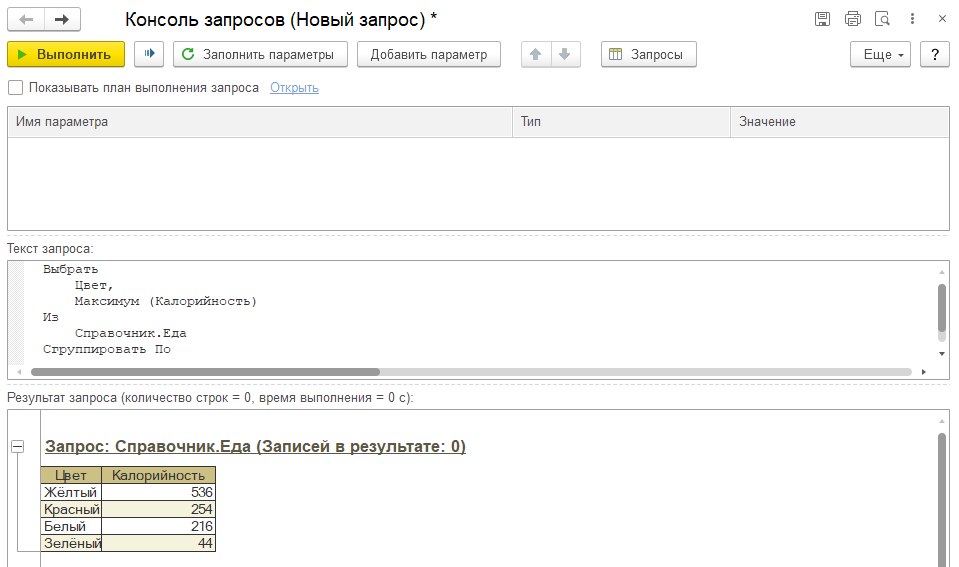 Консоль запросов (Новый запрос) *
Выполнить Заполнить параметры Добавить параметр Запросы Еще ?
Показывать план выполнения запроса Открыть
Имя параметра Тип Значение
Текст запроса:
Выбрать
Цвет,
Максимум (Калорийность)
Из
Справочник.Еда
Сгруппировать По
Результат запроса (количество строк = 0, время выполнения = 0 с):
Запрос: Справочник.Еда (Записей в результате: 0)
Цвет Калорийность
Жёлтый 536
Красный 254
Белый 216
Зелёный 44